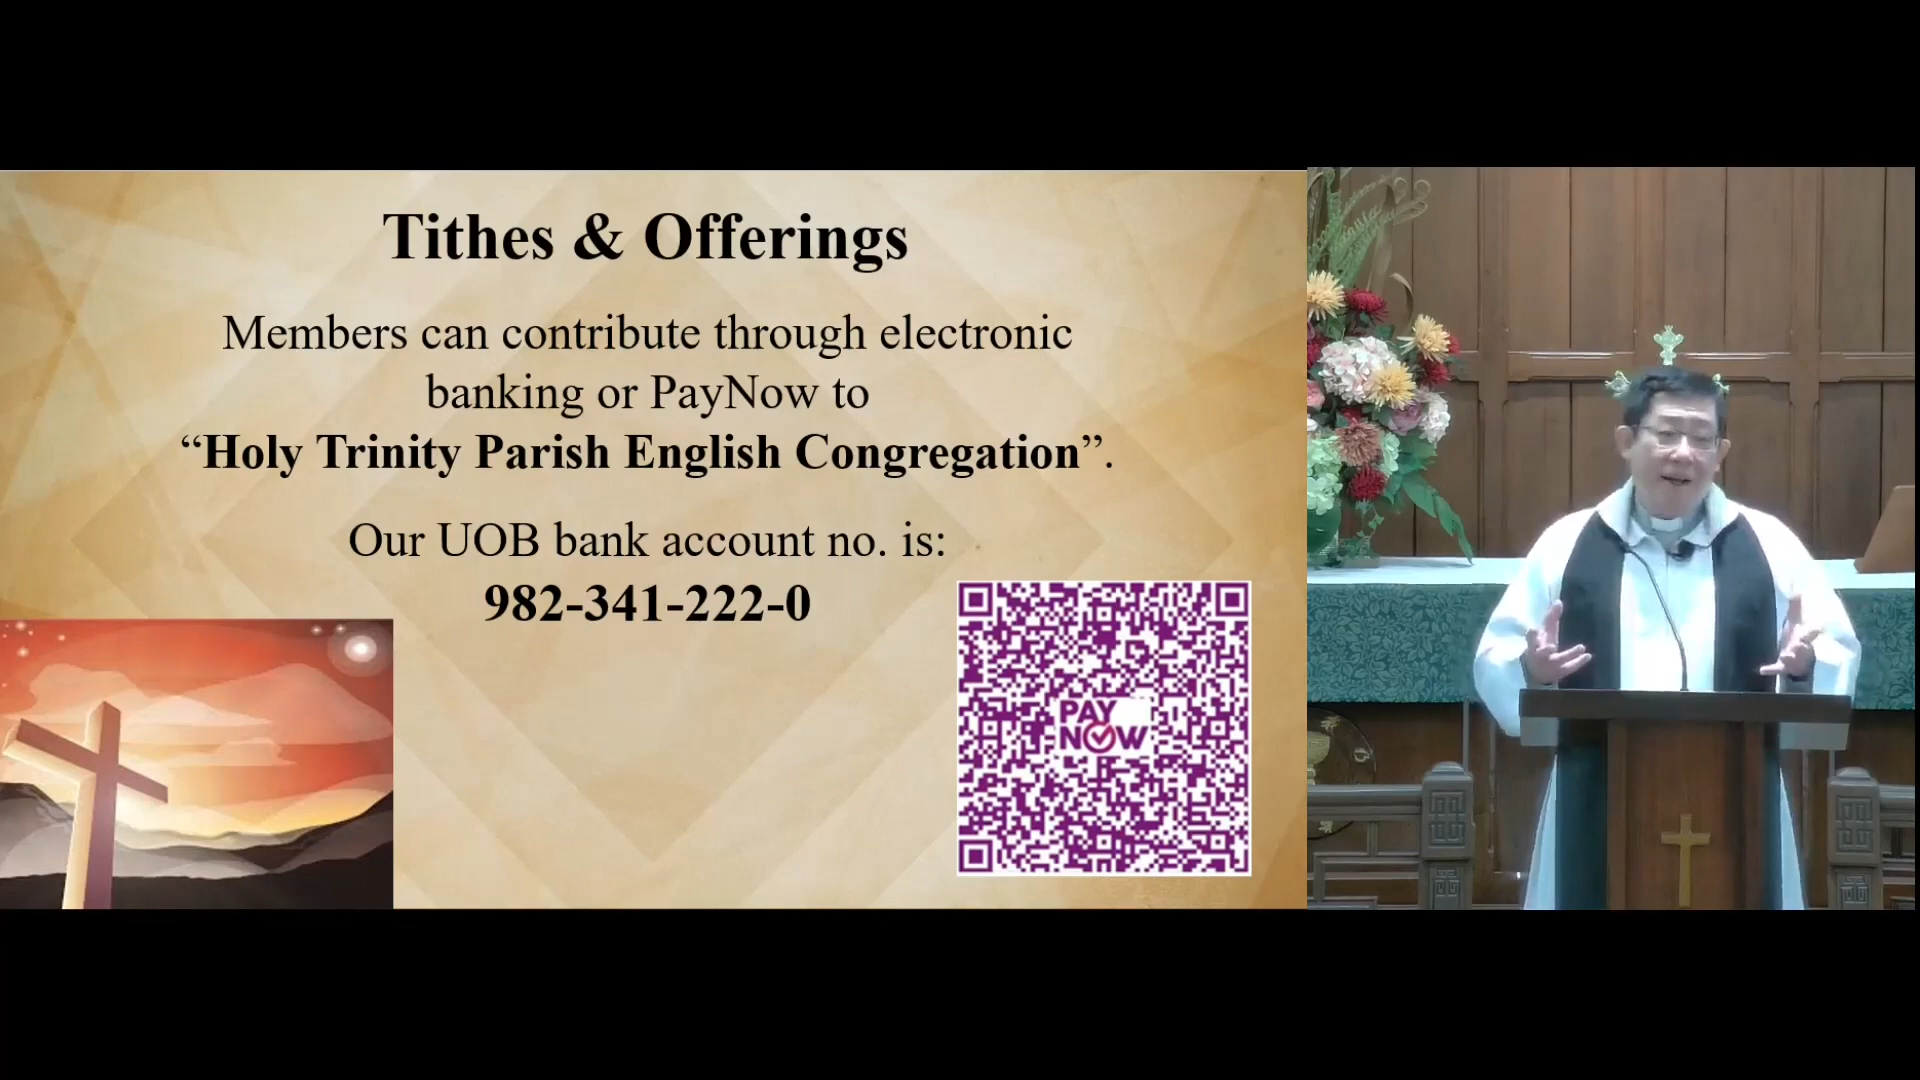 Tithes & Offerings
Members can contribute through electronic
banking or PayNow to
“Holy Trinity Parish English Congregation”.
Our UOB bank account no. is:
982-341-222-0
PAY
NOW